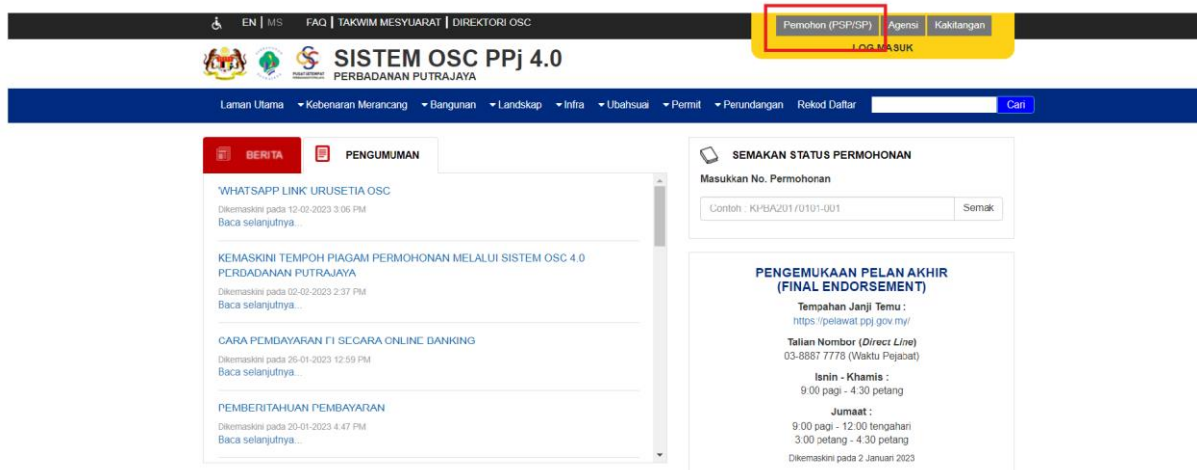 EN | MS FAQ | TAKWIM MESYUARAT | DIREKTORI OSC
Pemohon (PSP/SP) Agensi Kakitangan
LOG MASUK
SISTEM OSC PPj 4.0
PERBADANAN PUTRAJAYA
Laman Utama Kebenaran Merancang Bangunan Landskap Infra Ubahsuai Permit Perundangan Rekod Daftar Cari
BERITA PENGUMUMAN
'WHATSAPP LINK' URUSETIA OSC
Dikemaskini pada 12-02-2023 3:06 PM
Baca selanjutnya...
KEMASKINI TEMPOH PIAGAM PERMOHONAN MELALUI SISTEM OSC 4.0
PERBADANAN PUTRAJAYA
Dikemaskini pada 02-02-2023 2:37 PM
Baca selanjutnya...
CARA PEMBAYARAN FI SECARA ONLINE BANKING
Dikemaskini pada 26-01-2023 12:59 PM
Baca selanjutnya...
PEMBERITAHUAN PEMBAYARAN
Dikemaskini pada 20-01-2023 4:47 PM
Baca selanjutnya...
SEMAKAN STATUS PERMOHONAN
Masukkan No. Permohonan
Contoh : KPBA20170101-001 Semak
PENGEMUKAAN PELAN AKHIR
(FINAL ENDORSEMENT)
Tempahan Janji Temu :
https://pelawat.ppj.gov.my/
Talian Nombor (Direct Line)
03-8887 7778 (Waktu Pejabat)
Isnin - Khamis :
9:00 pagi - 4:30 petang
Jumaat :
9:00 pagi - 12:00 tengahari
3:00 petang - 4:30 petang
Dikemaskini pada 2 Januari 2023